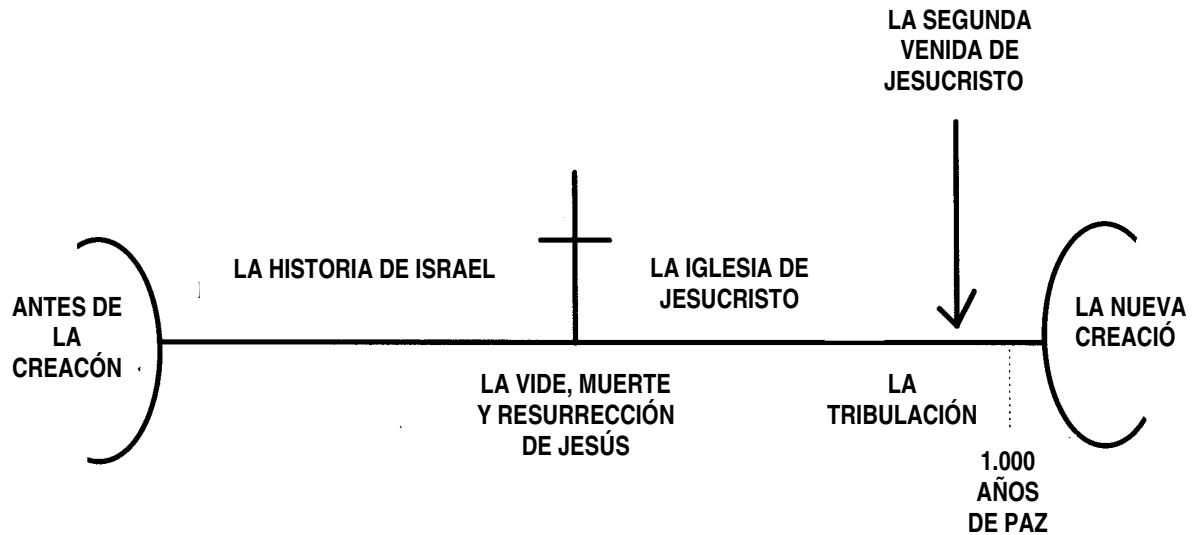 LA SEGUNDA
VENIDA DE
JESUCRISTO
LA HISTORIA DE ISRAEL
LA IGLESIA DE
JESUCRISTO
ANTES DE
LA
CREACÓN
LA NUEVA
CREACIÓ
LA VIDE, MUERTE
Y RESURRECCIÓN
DE JESÚS
LA
TRIBULACIÓN
1.000
AÑOS
DE PAZ